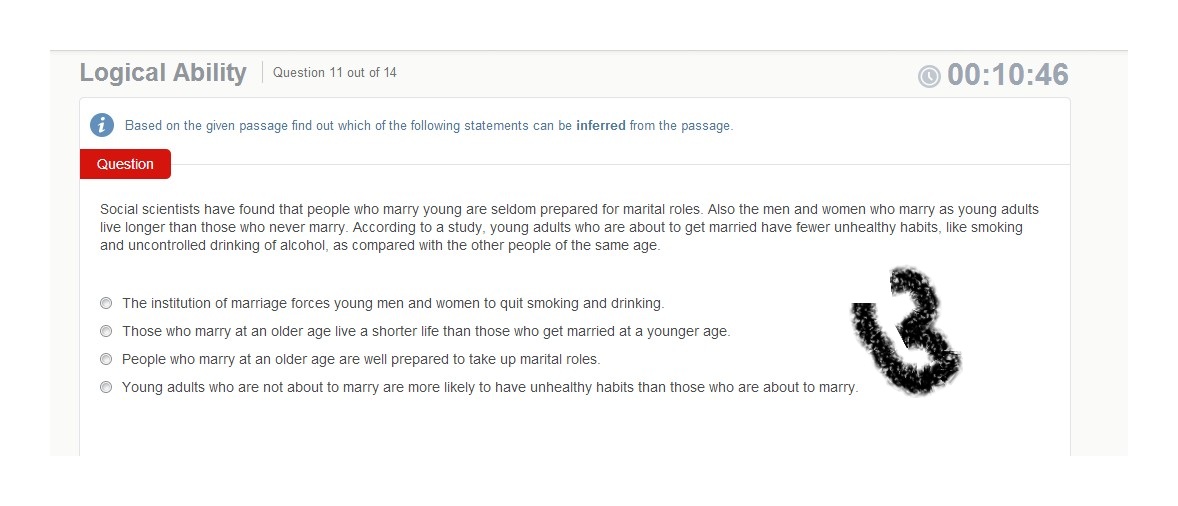 Logical Ability Question 11 out of 14 00:10:46
i Based on the given passage find out which of the following statements can be inferred from the passage.
Question
Social scientists have found that people who marry young are seldom prepared for marital roles. Also the men and women who marry as young adults
live longer than those who never marry. According to a study, young adults who are about to get married have fewer unhealthy habits, like smoking
and uncontrolled drinking of alcohol, as compared with the other people of the same age.
The institution of marriage forces young men and women to quit smoking and drinking.
Those who marry at an older age live a shorter life than those who get married at a younger age.
People who marry at an older age are well prepared to take up marital roles.
Young adults who are not about to marry are more likely to have unhealthy habits than those who are about to marry.